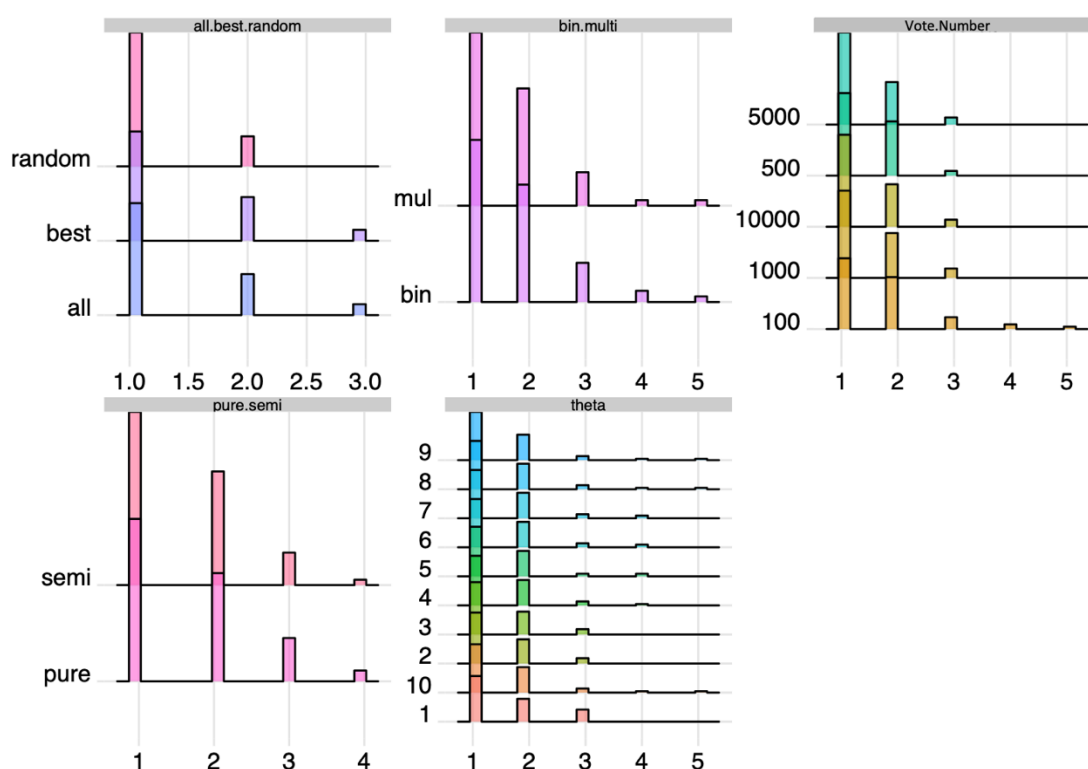 all.best.random
random
best
all
1.0 1.5 2.0 2.5 3.0
bin.multi
mul
bin
1 2 3 4 5
Vote.Number
5000
500
10000
1000
100
1 2 3 4 5
pure.semi
semi
pure
1 2 3 4
theta
9
8
7
6
5
4
3
2
10
1
1 2 3 4 5